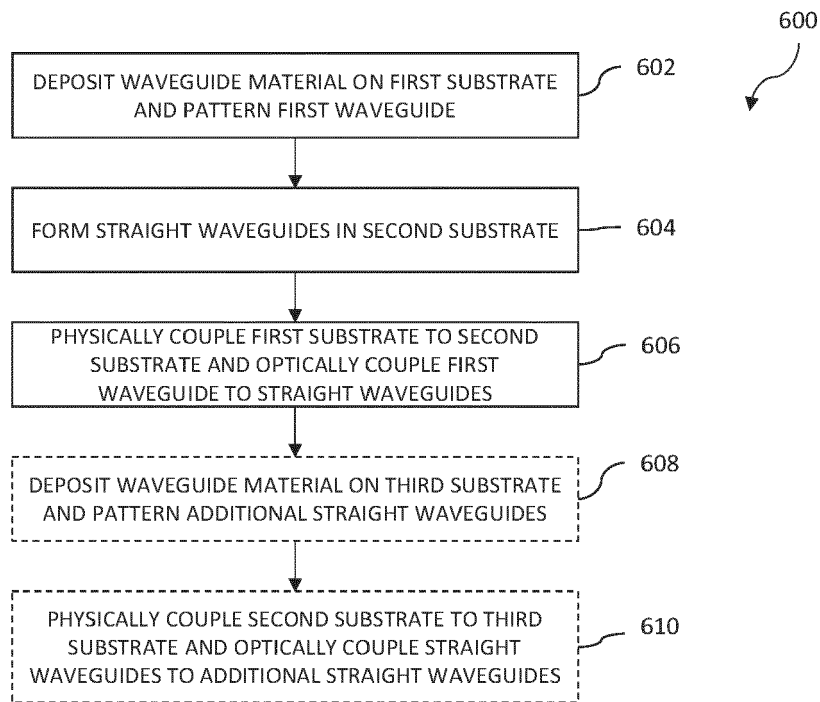 600
DEPOSIT WAVEGUIDE MATERIAL ON FIRST SUBSTRATE
AND PATTERN FIRST WAVEGUIDE
602
FORM STRAIGHT WAVEGUIDES IN SECOND SUBSTRATE
604
PHYSICALLY COUPLE FIRST SUBSTRATE TO SECOND
SUBSTRATE AND OPTICALLY COUPLE FIRST
WAVEGUIDE TO STRAIGHT WAVEGUIDES
606
DEPOSIT WAVEGUIDE MATERIAL ON THIRD SUBSTRATE
AND PATTERN ADDITIONAL STRAIGHT WAVEGUIDES
608
PHYSICALLY COUPLE SECOND SUBSTRATE TO THIRD
SUBSTRATE AND OPTICALLY COUPLE STRAIGHT
WAVEGUIDES TO ADDITIONAL STRAIGHT WAVEGUIDES
610